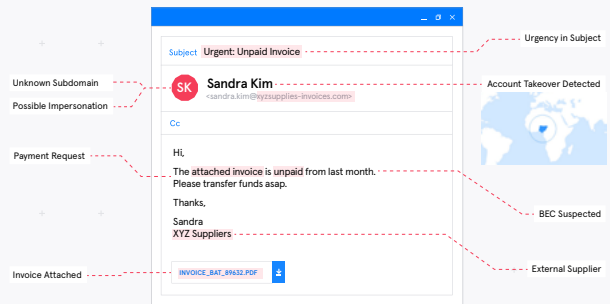 Subject Urgent: Unpaid Invoice
Urgency in Subject
Unknown Subdomain
Possible Impersonation
SK
Sandra Kim
<sandra.kim@xyzsupplies-invoices.com>
Account Takeover Detected
Cc
Payment Request
Hi,
The attached invoice is unpaid from last month.
Please transfer funds asap.
Thanks,
Sandra
XYZ Suppliers
BEC Suspected
External Supplier
Invoice Attached
INVOICE_BAT_89632.PDF